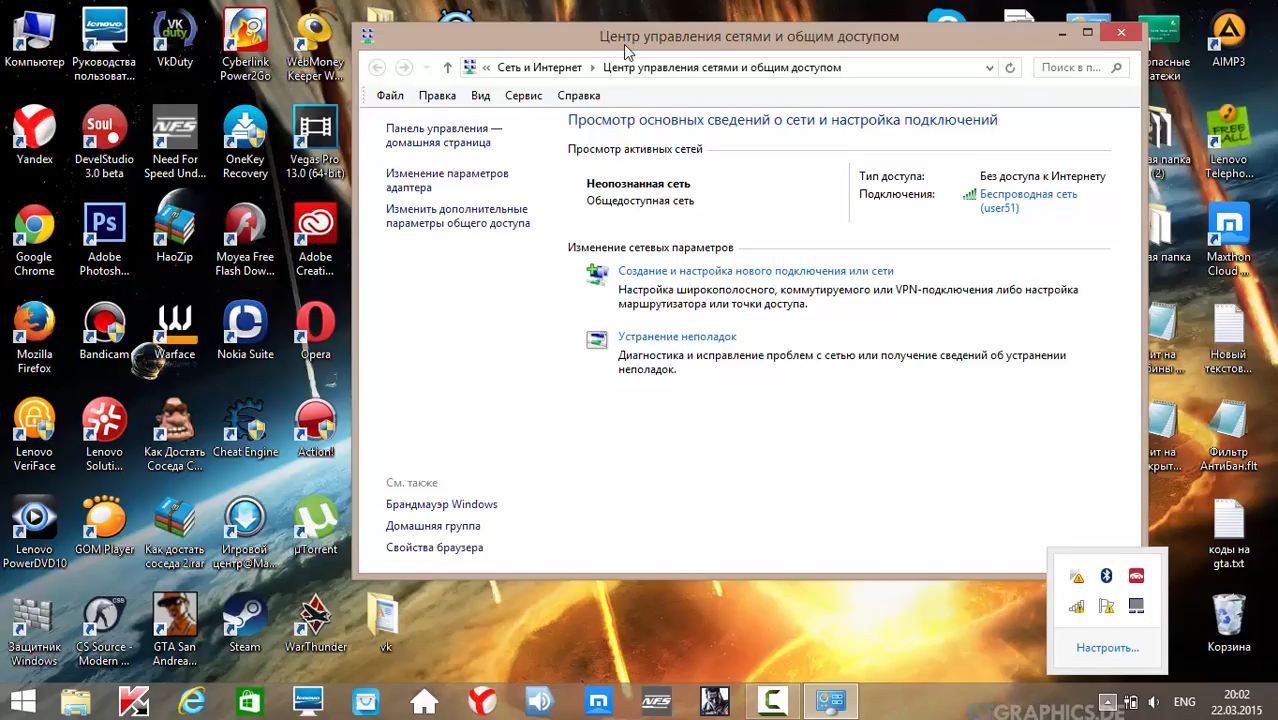 Центр управления сетями и общим доступом
Сеть и Интернет
Центр управления сетями и общим доступом
Поиск в п...
Файл Правка Вид Сервис Справка
Панель управления —
домашняя страница
Изменение параметров
адаптера
Изменить дополнительные
параметры общего доступа
См. также
Брандмауэр Windows
Домашняя группа
Свойства браузера
Просмотр основных сведений о сети и настройка подключений
Просмотр активных сетей
Неопознанная сеть
Общедоступная сеть
Тип доступа: Без доступа к Интернету
Подключения: Беспроводная сеть
(user51)
Изменение сетевых параметров
Создание и настройка нового подключения или сети
Настройка широкополосного, коммутируемого или VPN-подключения либо настройка
маршрутизатора или точки доступа.
Устранение неполадок
Диагностика и исправление проблем с сетью или получение сведений об устранении
неполадок.
Компьютер
Руководства
пользоват...
VkDuty
VK
duty
Cyberlink
Power2Go
WebMoney
Keeper W...
Yandex
Soul
DevelStudio
3.0 beta
NFS
Need For
Speed Und...
OneKey
Recovery
Vegas Pro
13.0 (64-bit)
Google
Chrome
Ps
Adobe
Photosh...
HaoZip
Moyea Free
Flash Dow...
Adobe
Creati...
Mozilla
Firefox
Bandicam
Warface
Nokia Suite
Opera
Lenovo
VeriFace
Lenovo
Soluti...
Как Достать
Соседа С...
Cheat Engine
Action!
Lenovo
PowerDVD10
GOM Player
Как достать
соседа 2.rar
Игровой
центр@Ma...
µTorrent
Защитник
Windows
CS Source -
Modern ...
GTA San
Andrea...
Steam
WarThunder
vk
AIMP3
FREE
CALL
Lenovo
Telepho...
(2)
Maxthon
Cloud ...
Новый
текстов...
Фильтр
АнтиБан.flt
коды на
gta.txt
Корзина
Настроить...
ENG
20:02
22.03.2015